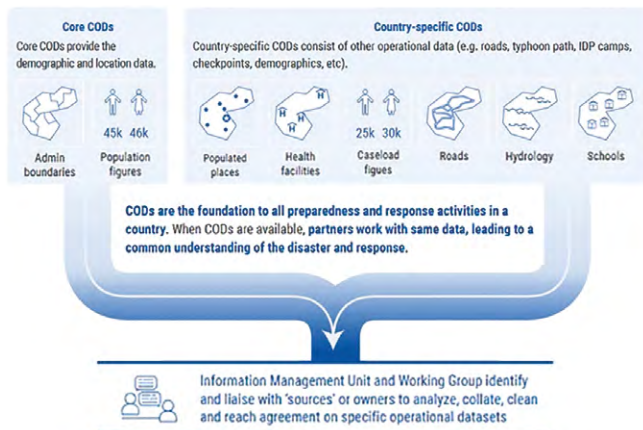 Core CODs
Core CODs provide the
demographic and location data.
45k 46k
Admin
boundaries
Population
figures
Country-specific CODs
Country-specific CODs consist of other operational data (e.g. roads, typhoon path, IDP camps,
checkpoints, demographics, etc).
H H H H
25k 30k
Populated
places
Health
facilities
Caseload
figues
Roads
Hydrology
Schools
CODs are the foundation to all preparedness and response activities in a
country. When CODs are available, partners work with same data, leading to a
common understanding of the disaster and response.
Information Management Unit and Working Group identify
and liaise with ‘sources’ or owners to analyze, collate, clean
and reach agreement on specific operational datasets